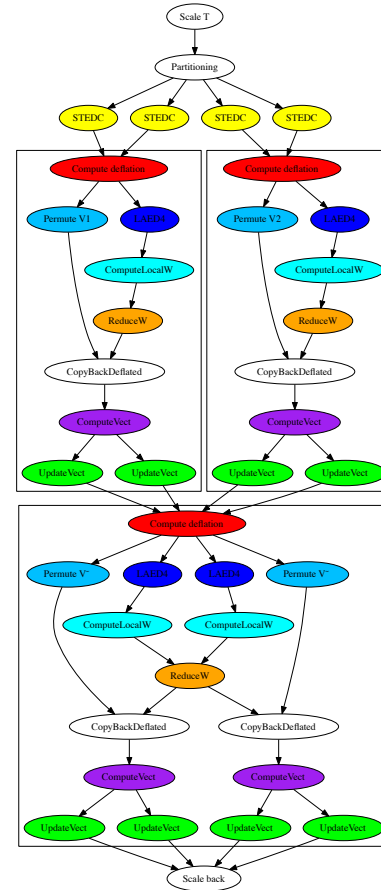 Scale T
Partitioning
STEDC STEDC STEDC STEDC
Compute deflation Compute deflation
Permute V1 LAED4 Permute V2 LAED4
ComputeLocalW ComputeLocalW
ReduceW ReduceW
CopyBackDeflated CopyBackDeflated
ComputeVect ComputeVect
UpdateVect UpdateVect UpdateVect UpdateVect
Compute deflation
Permute V~ LAED4 LAED4 Permute V~
ComputeLocalW ComputeLocalW
ReduceW
CopyBackDeflated CopyBackDeflated
ComputeVect ComputeVect
UpdateVect UpdateVect UpdateVect UpdateVect
Scale back